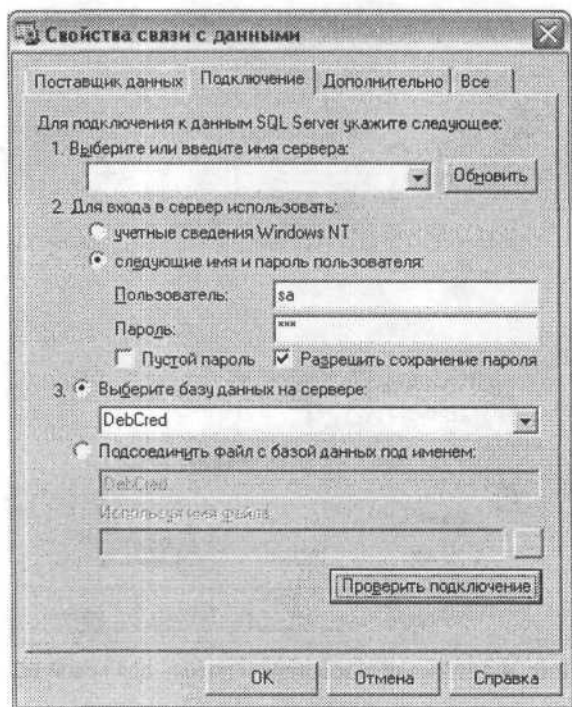 Свойства связи с данными
Поставщик данных Подключение Дополнительно Все
Для подключения к данным SQL Server укажите следующее:
1. Выберите или введите имя сервера:
Обновить
2. Для входа в сервер использовать:
учетные сведения Windows NT
следующие имя и пароль пользователя:
Пользователь: sa
Пароль: ***
Пустой пароль Разрешить сохранение пароля
3. Выберите базу данных на сервере:
DebCred
Подсоединить файл с базой данных под именем:
DebCred
Используя имя файла:
...
Проверить подключение
OK Отмена Справка